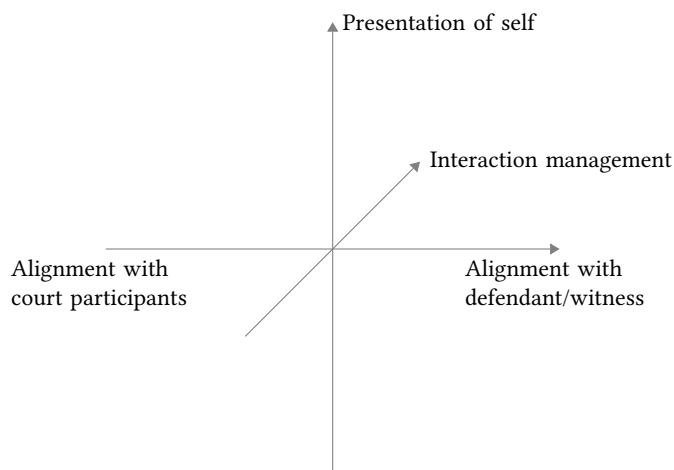 Presentation of self
Interaction management
Alignment with
court participants
Alignment with
defendant/witness